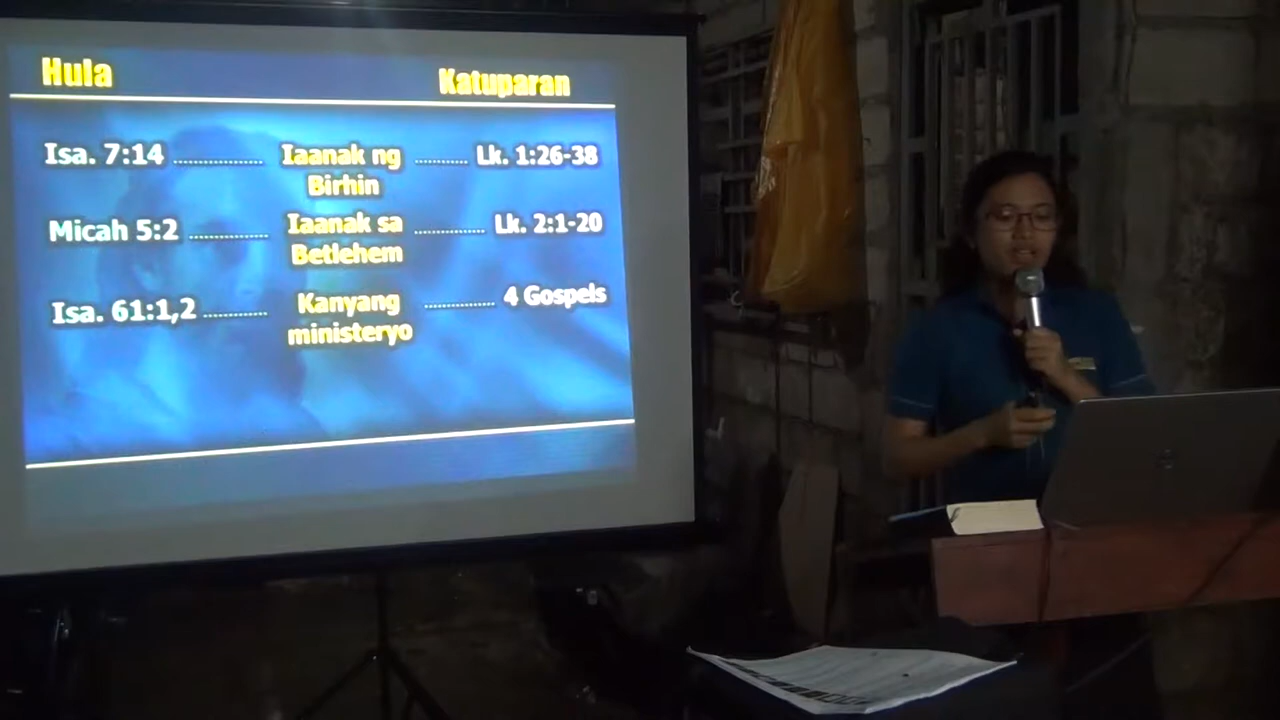 Hula Katuparan
Isa. 7:14 .............. Iaanak ng Birhin ........ Lk. 1:26-38
Micah 5:2 ............ Iaanak sa Betlehem ........... Lk. 2:1-20
Isa. 61:1,2 .......... Kanyang ministeryo ........... 4 Gospels